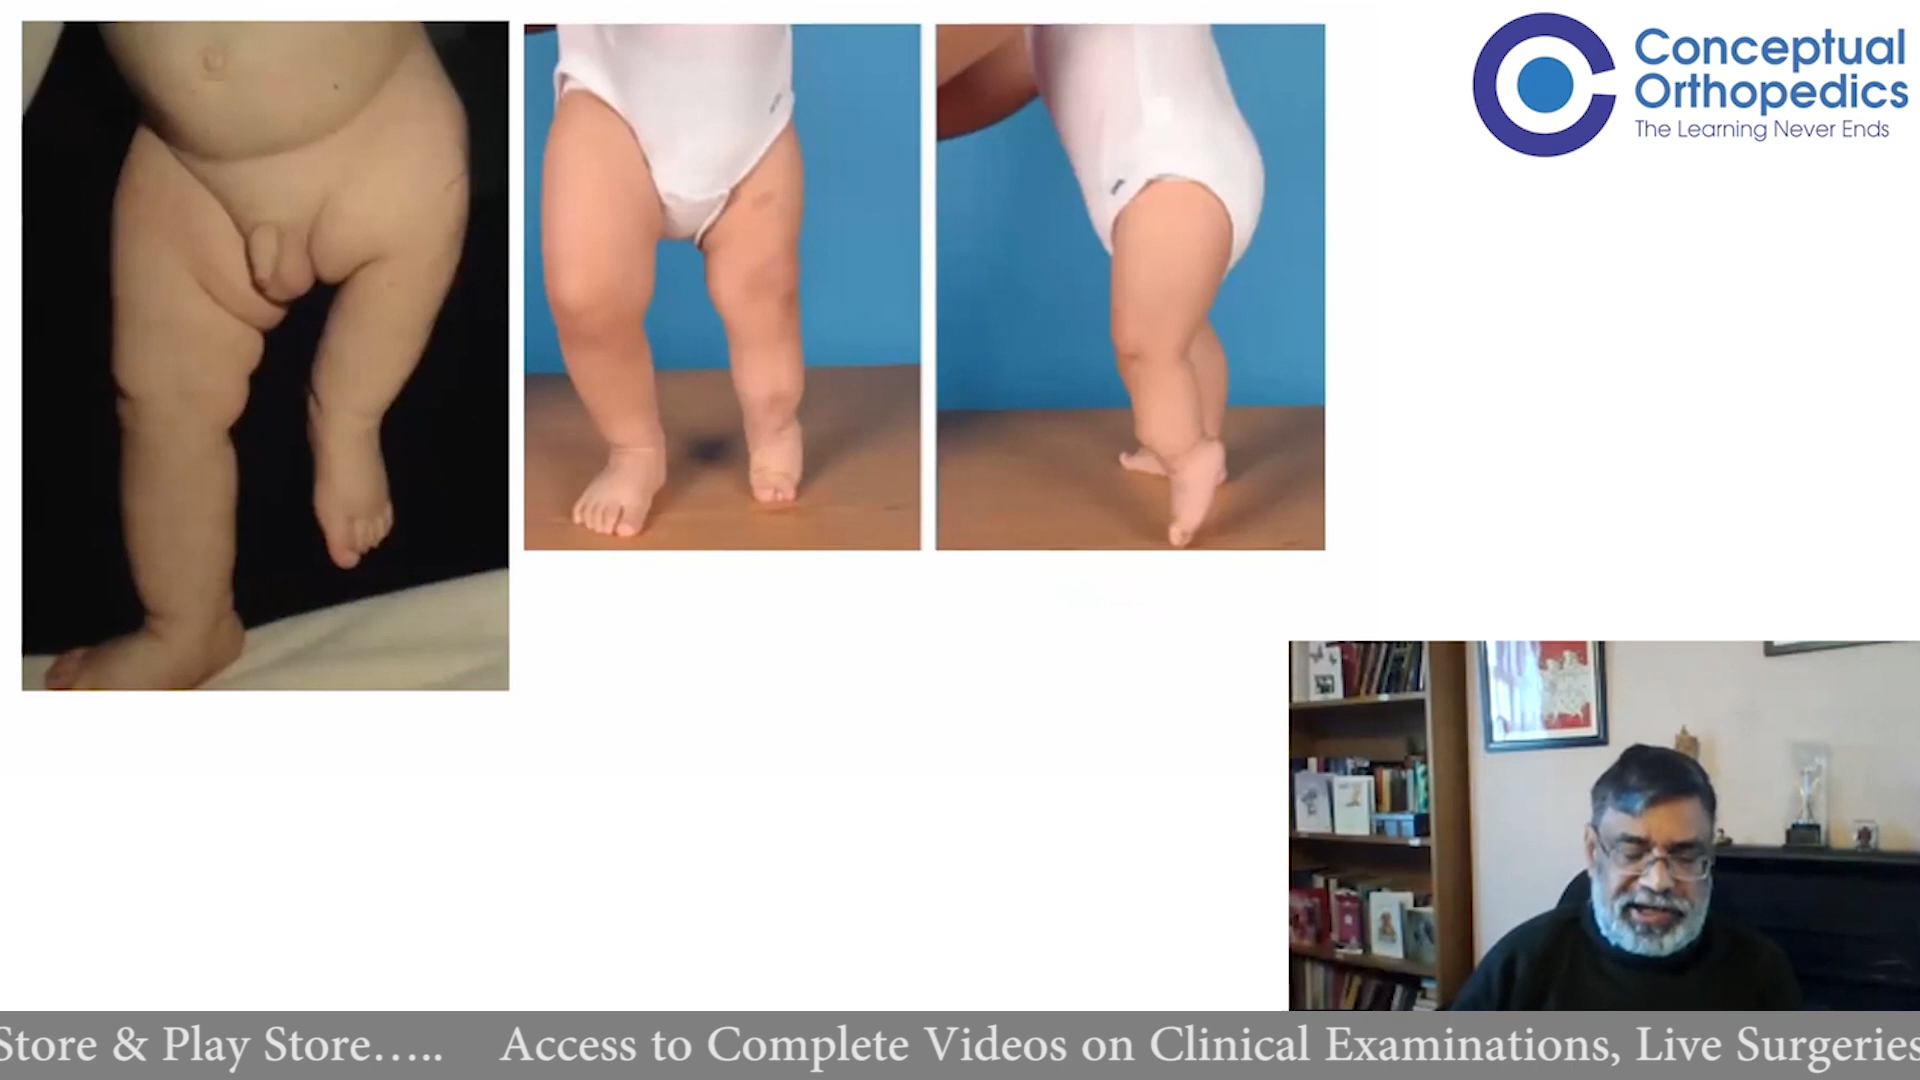 Conceptual
Orthopedics
The Learning Never Ends
Store & Play Store..... Access to Complete Videos on Clinical Examinations, Live Surgeries